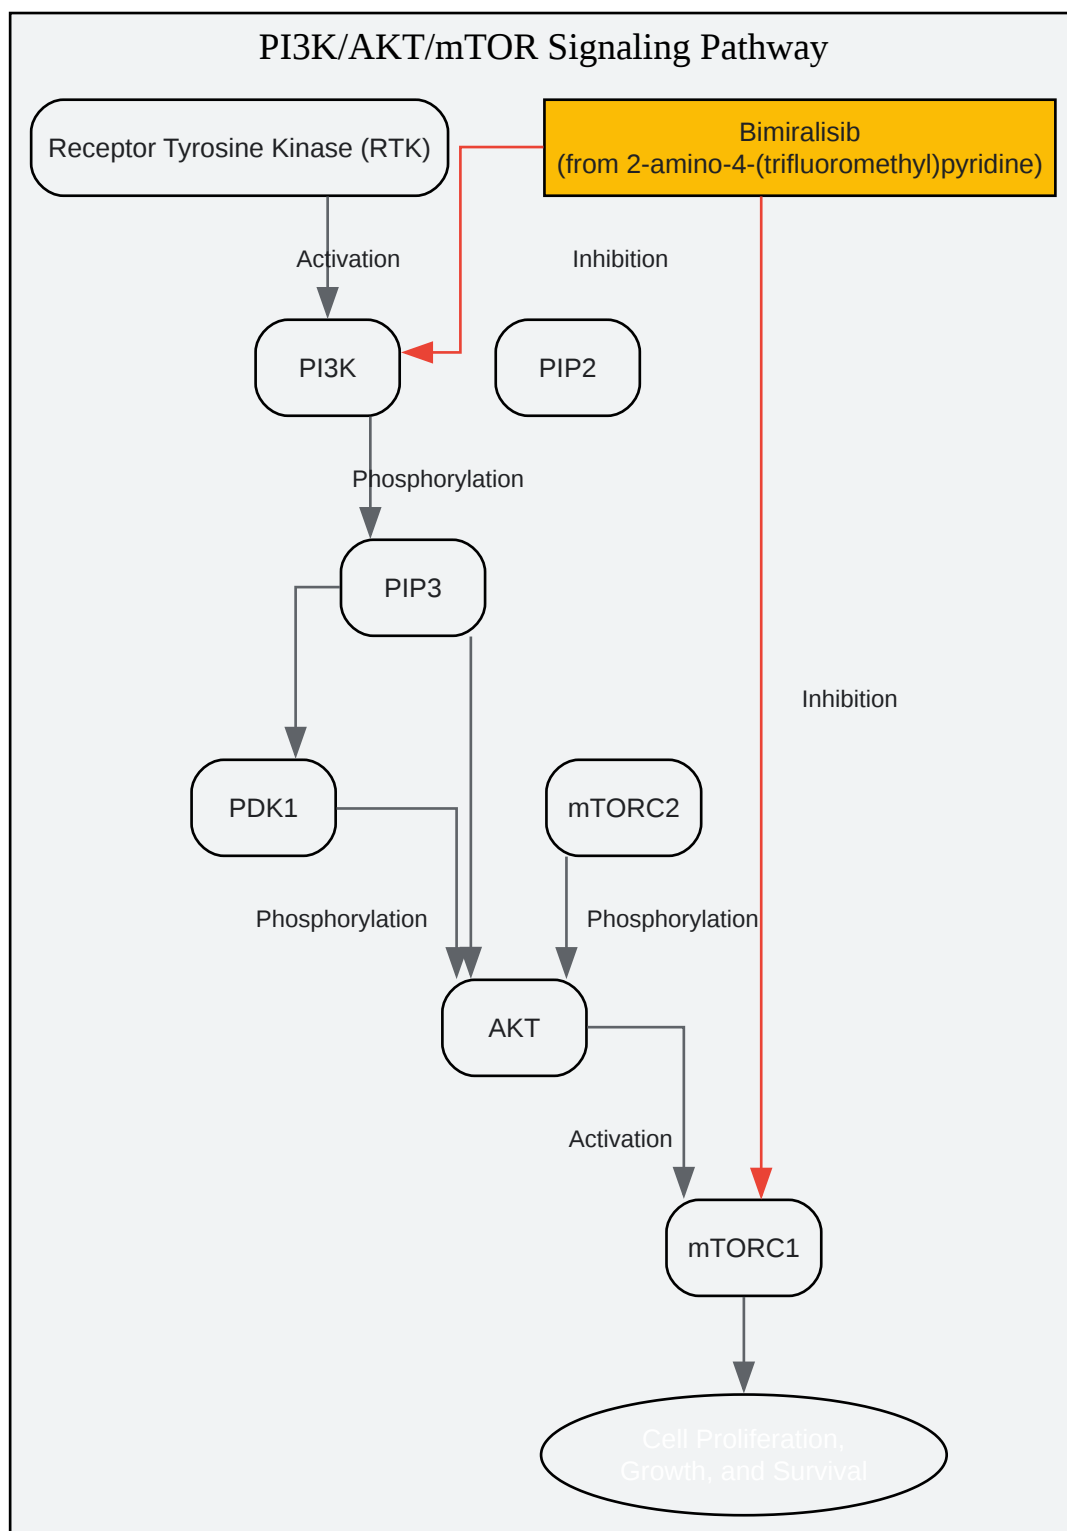 PI3K/AKT/mTOR Signaling Pathway
Receptor Tyrosine Kinase (RTK)
Bimiralisib
(from 2-amino-4-(trifluoromethyl)pyridine)
Activation
Inhibition
PI3K
PIP2
Phosphorylation
PIP3
Inhibition
PDK1
mTORC2
Phosphorylation
Phosphorylation
AKT
Activation
mTORC1
Cell Proliferation,
Growth, and Survival